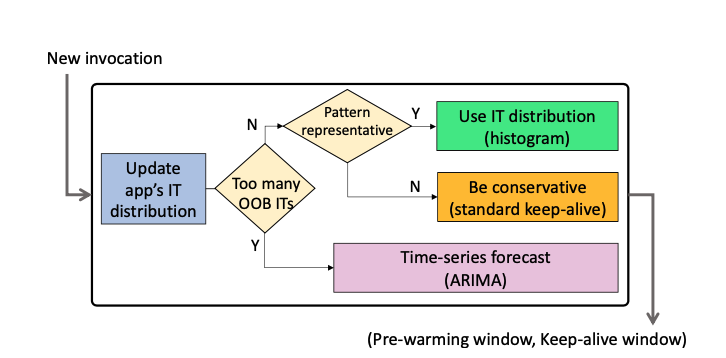 New invocation
Update
app's IT
distribution
N
Too many
OOB ITs
Y
Pattern
representative
Y
N
Use IT distribution
(histogram)
Be conservative
(standard keep-alive)
Time-series forecast
(ARIMA)
(Pre-warming window, Keep-alive window)